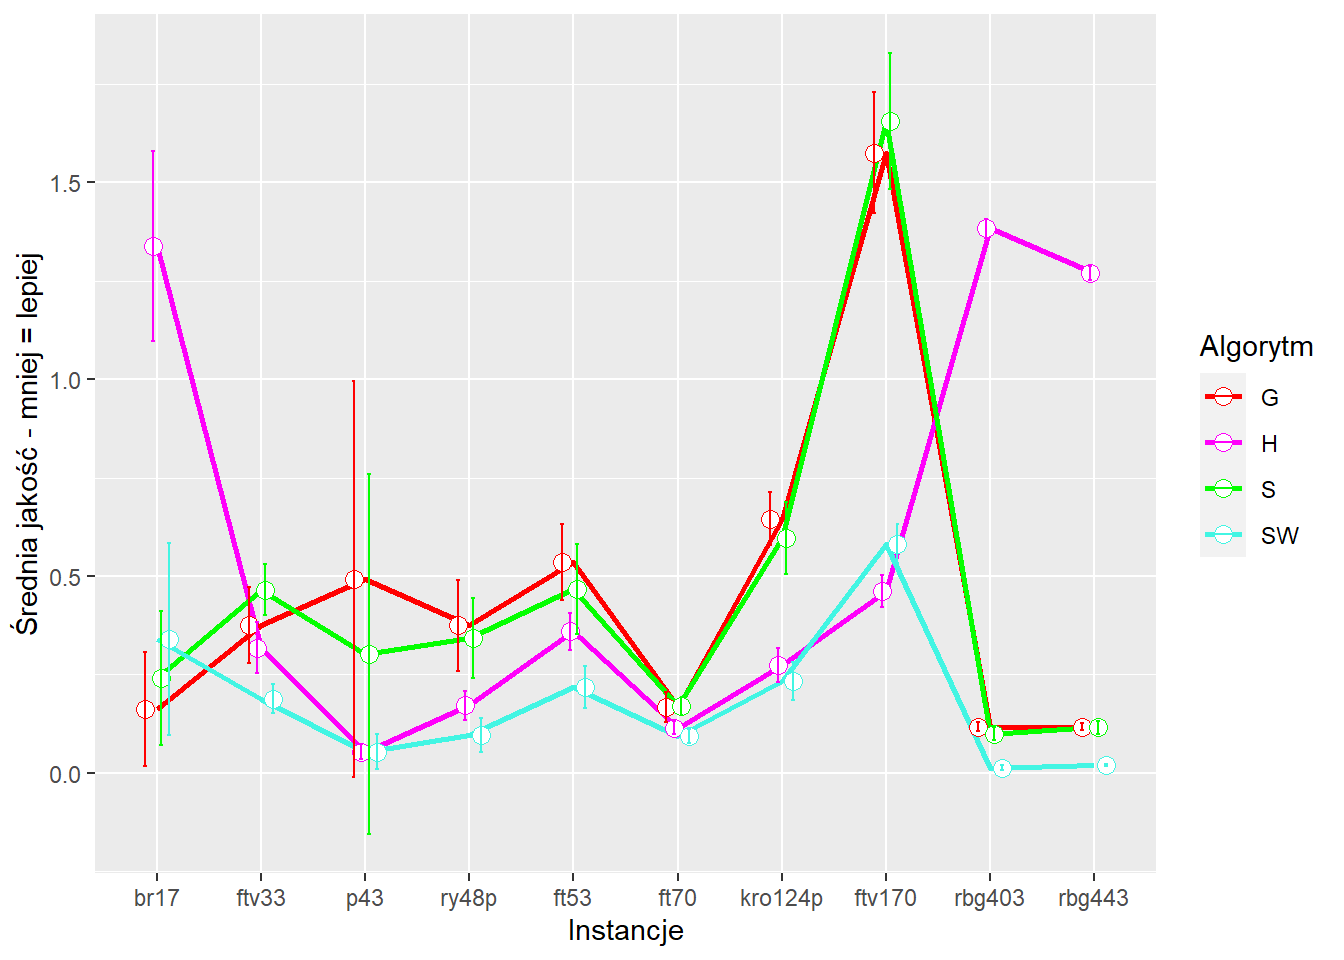 Średnia jakość - mniej = lepiej
1.5
1.0
0.5
0.0
br17
ftv33
p43
ry48p
ft53
ft70
kro124p
ftv170
rbg403
rbg443
Instancje
Algorytm
G
H
S
SW